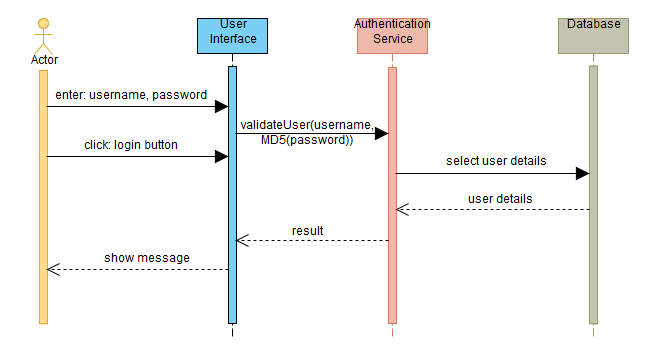 User
Interface
Authentication
Service
Database
Actor
enter: username, password
validateUser(username,
MD5(password))
click: login button
select user details
user details
result
show message